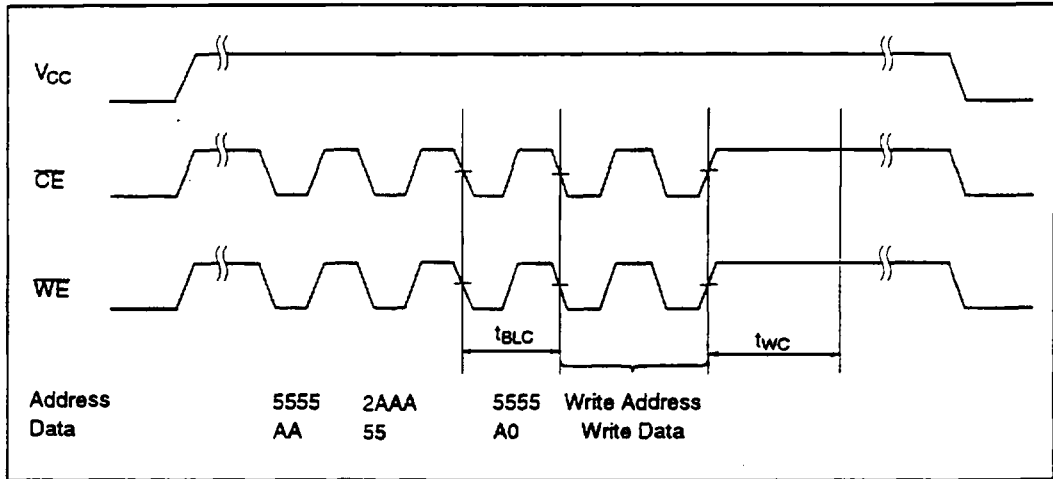 VCC
CE
WE
tBLC
tWC
Address 5555 2AAA 5555 Write Address
Data AA 55 A0 Write Data